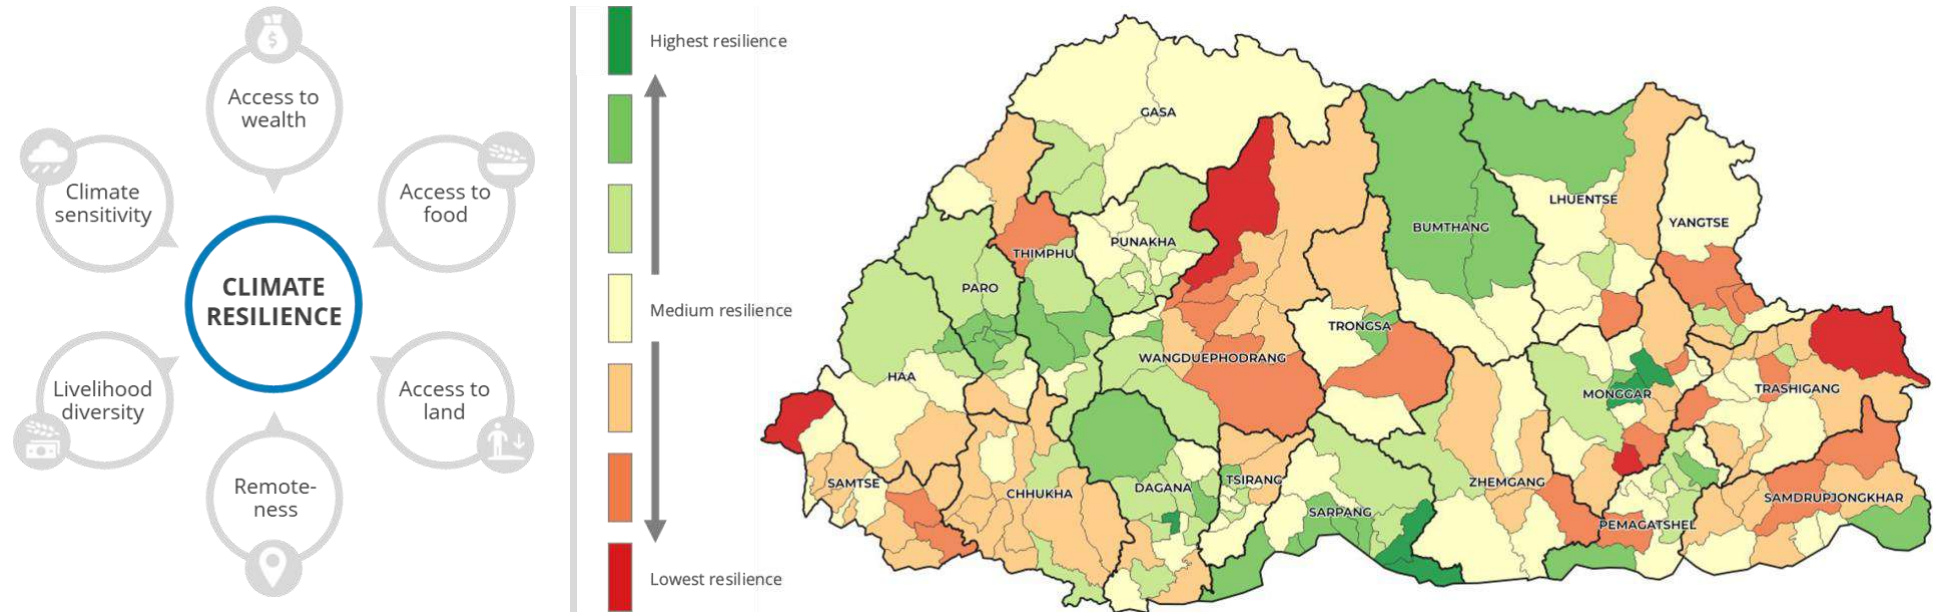 Access to
wealth
Climate
sensitivity
Access to
food
CLIMATE
RESILIENCE
Livelihood
diversity
Access to
land
Remote-
ness
$
Highest resilience
Medium resilience
Lowest resilience
GASA
LHUENTSE
YANGTSE
BUMTHANG
PUNAKHA
THIMPHU
PARO
TRONGSA
WANGDUEPHODRANG
HAA
MONGGAR
TRASHIGANG
SAMTSE
CHHUKHA
DAGANA
TSIRANG
ZHEMGANG
SARPANG
SAMDRUPJONGKHAR
PEMAGATSHEL